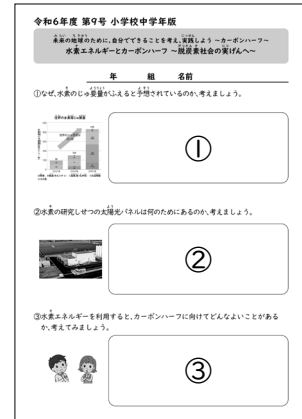 令和6年度 第9号 小学校中学年版
未来の地球のために、自分でできることを考え、実践しよう ～カーボンハーフ～
水素エネルギーとカーボンハーフ ～脱炭素社会の実げんへ～
年 組 名前
①なぜ、水素のじゅ要量がふえると予想されているのか、考えましょう。
①
②水素の研究しせつの太陽光パネルは何のためにあるのか、考えましょう。
②
③水素エネルギーを利用すると、カーボンハーフに向けてどんなよいことがある
か、考えてみましょう。
③